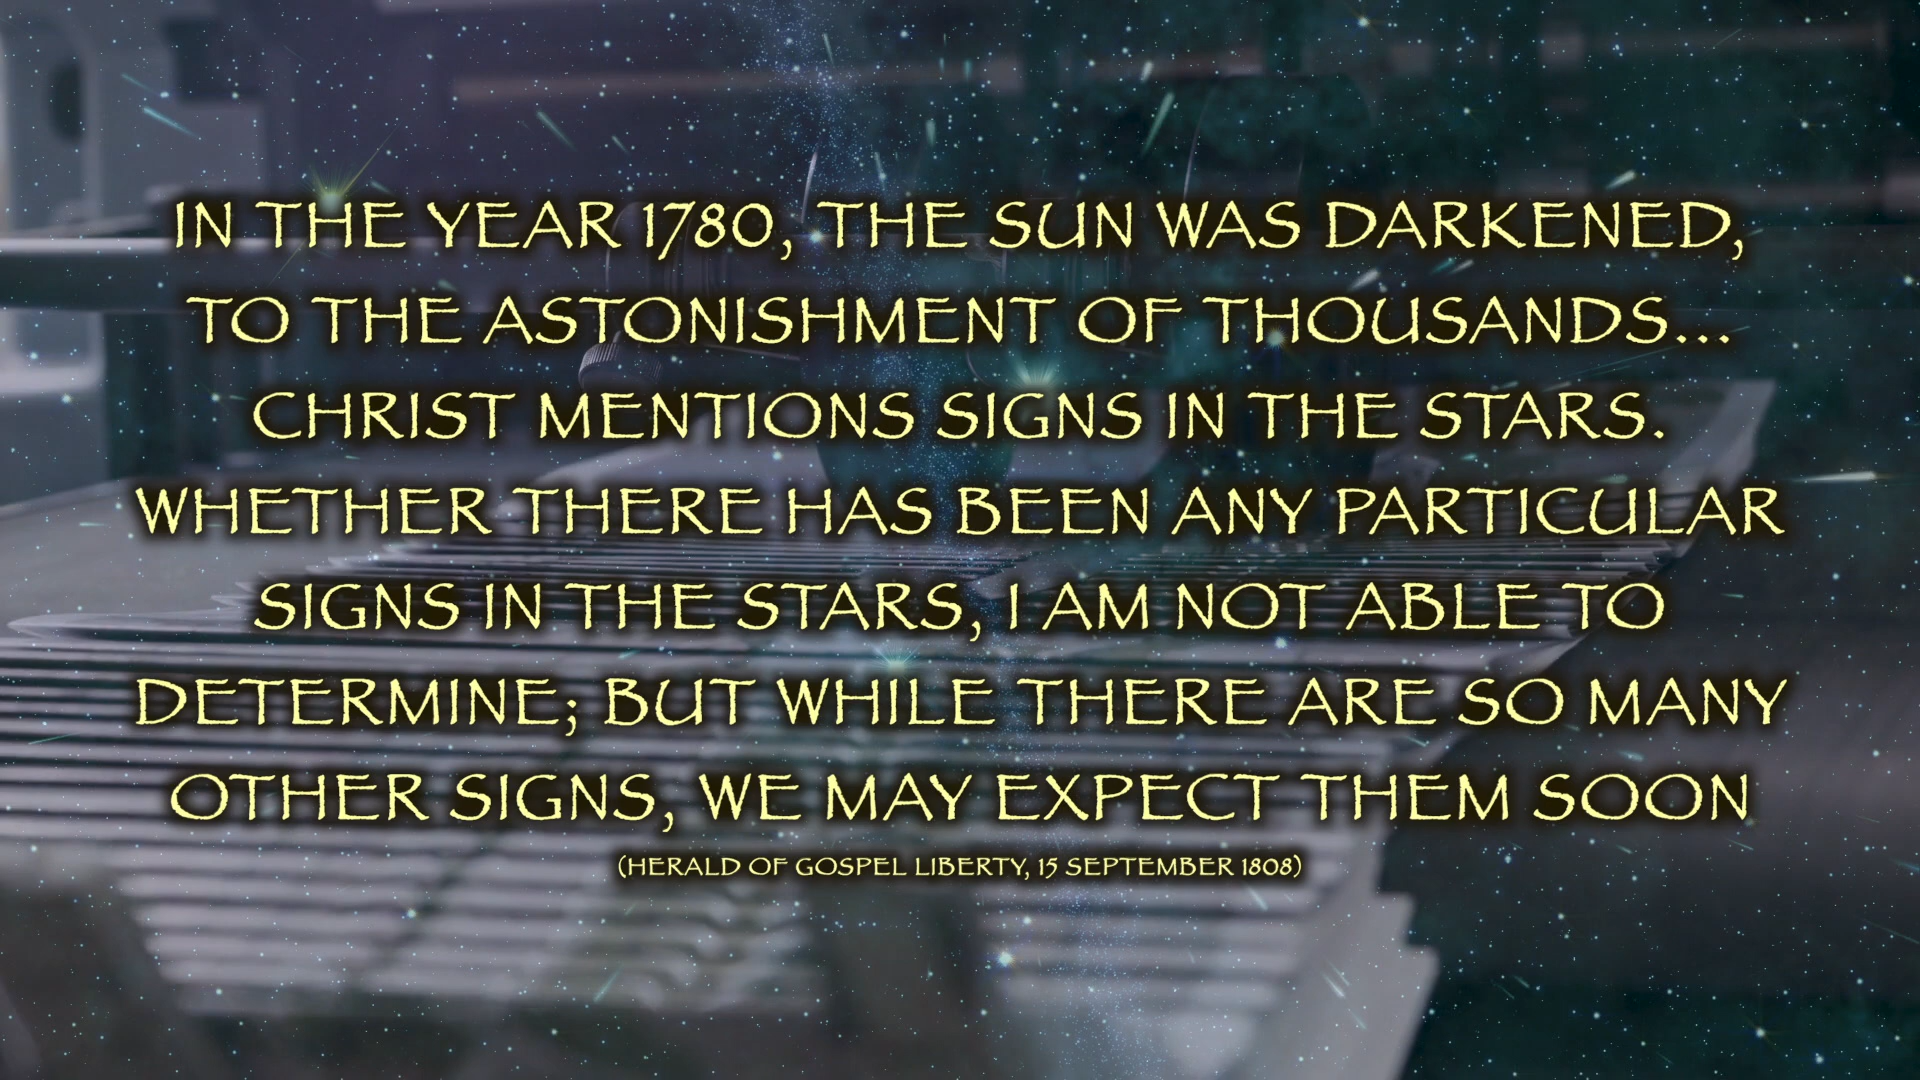 IN THE YEAR 1780, THE SUN WAS DARKENED,
TO THE ASTONISHMENT OF THOUSANDS...
CHRIST MENTIONS SIGNS IN THE STARS.
WHETHER THERE HAS BEEN ANY PARTICULAR
SIGNS IN THE STARS, I AM NOT ABLE TO
DETERMINE; BUT WHILE THERE ARE SO MANY
OTHER SIGNS, WE MAY EXPECT THEM SOON
(HERALD OF GOSPEL LIBERTY, 15 SEPTEMBER 1808)